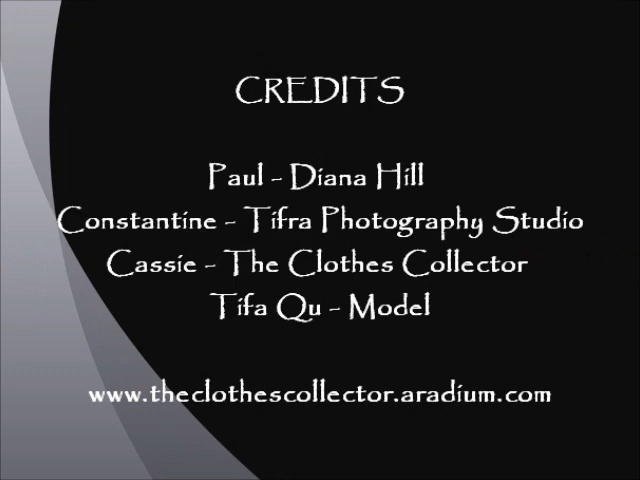 CREDITS
Paul - Diana Hill
Constantine - Tifra Photography Studio
Cassie - The Clothes Collector
Tifa Qu - Model
www.theclothescollector.aradium.com